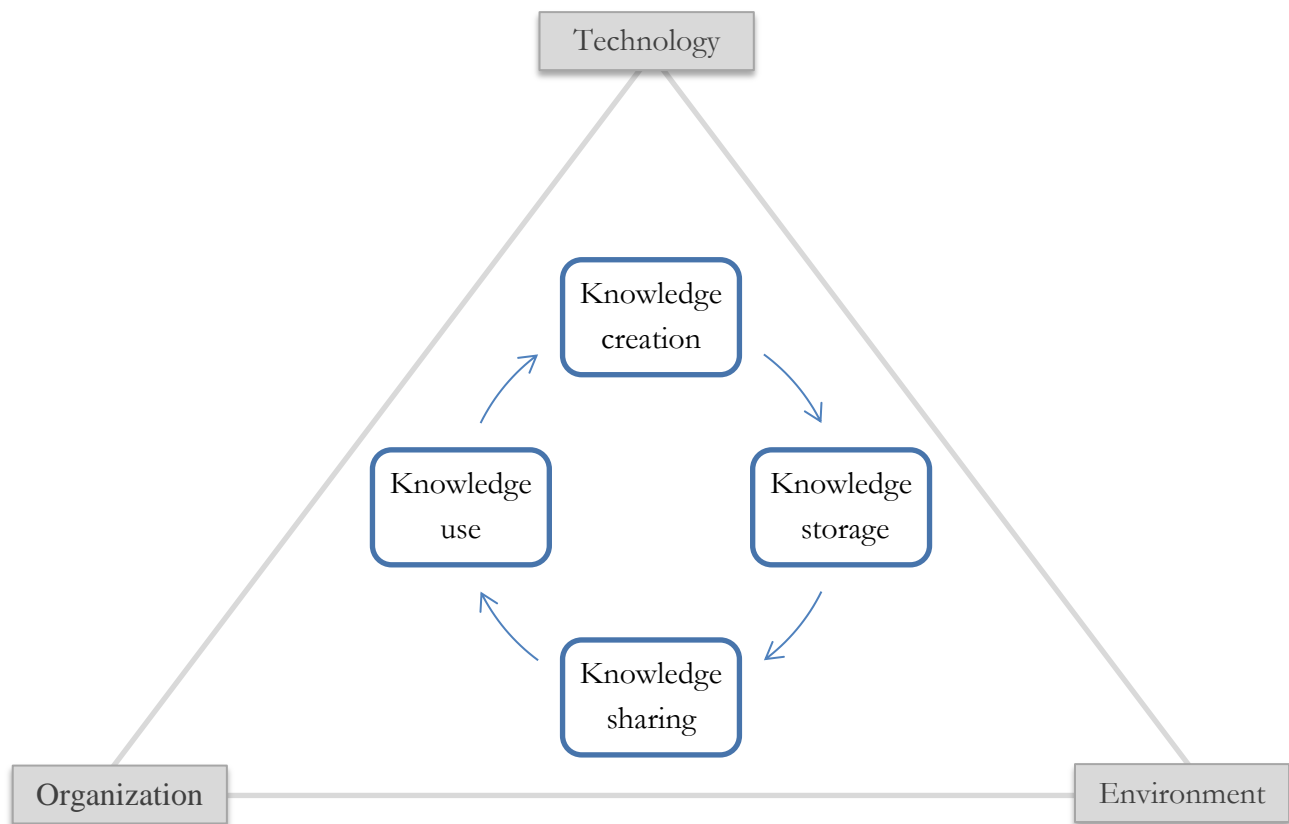 Technology
Knowledge
creation
Knowledge
use
Knowledge
storage
Knowledge
sharing
Organization
Environment